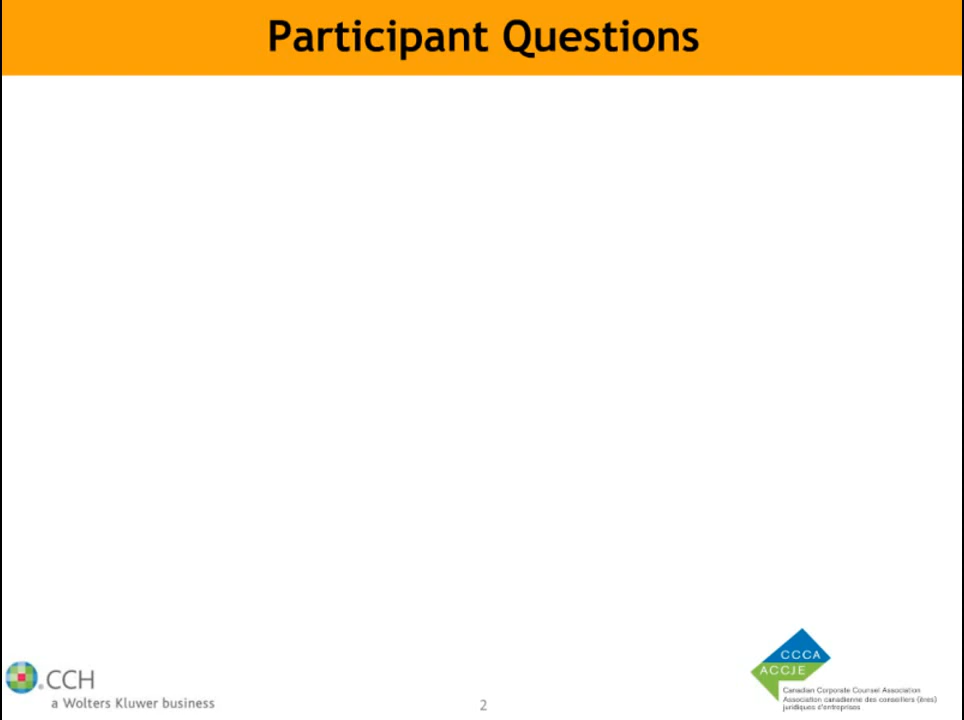 Participant Questions
CCCA
ACCJE
CCH
a Wolters Kluwer business
2
Canadian Corporate Counsel Association
Association canadienne des conseillers (ères)
juridiques d'entreprises